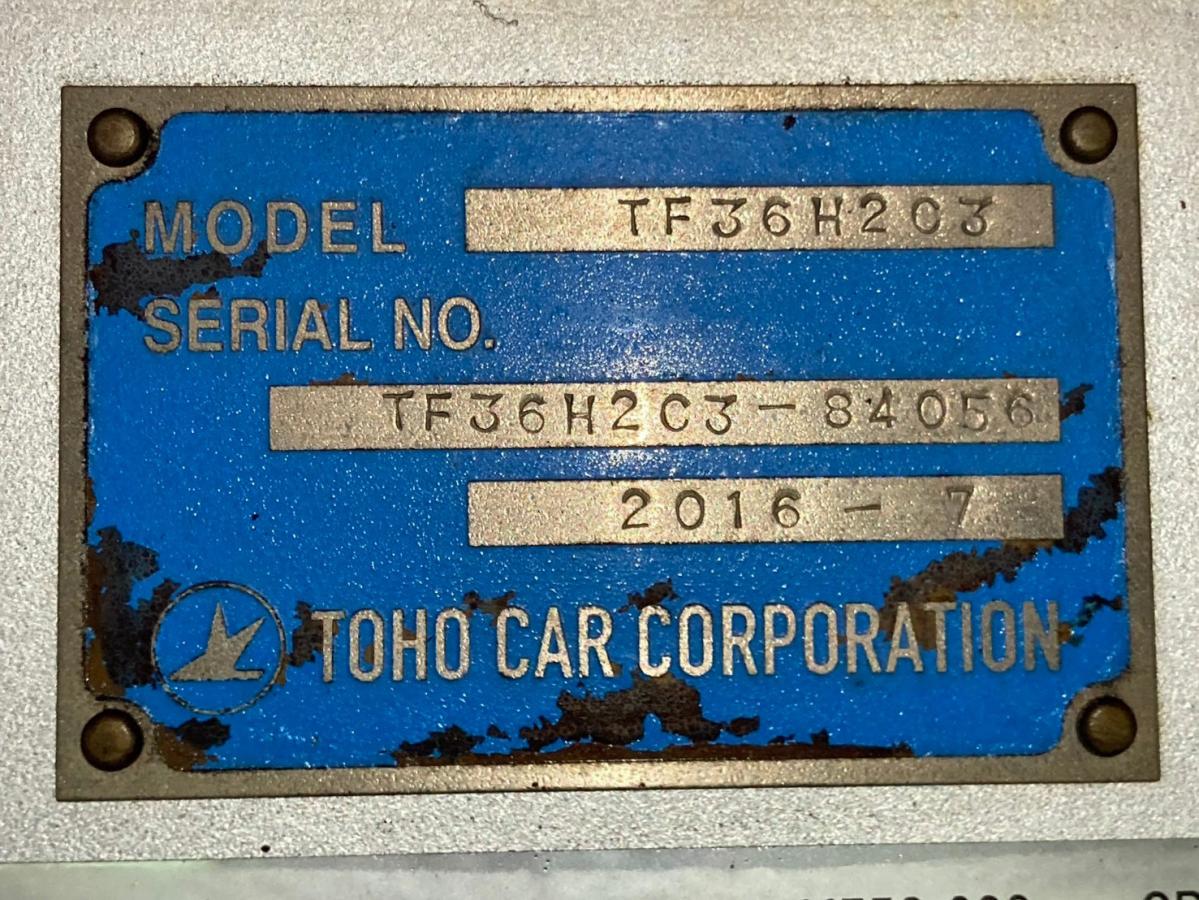 MODEL TF36H2C3
SERIAL NO.
TF36H2C3-84056
2016 - 7
TOHO CAR CORPORATION